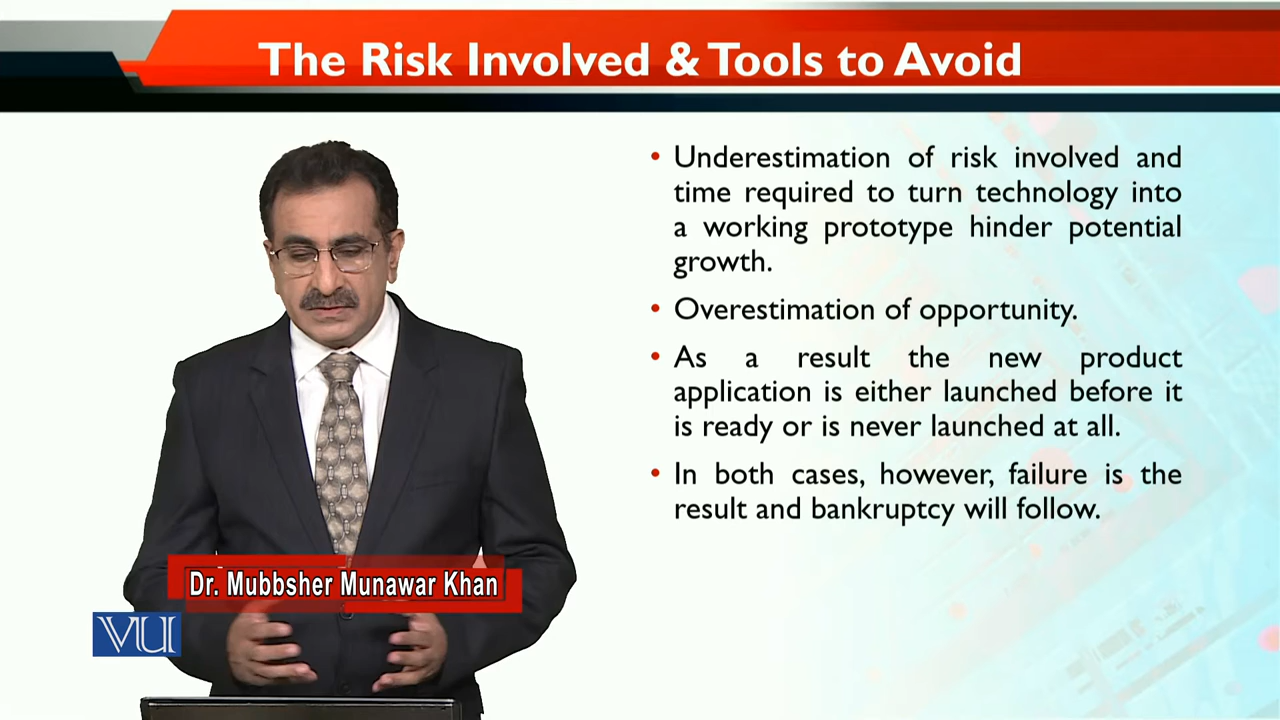 The Risk Involved & Tools to Avoid
• Underestimation of risk involved and
time required to turn technology into
a working prototype hinder potential
growth.
• Overestimation of opportunity.
• As a result the new product
application is either launched before it
is ready or is never launched at all.
• In both cases, however, failure is the
result and bankruptcy will follow.
Dr. Mubbsher Munawar Khan
VU